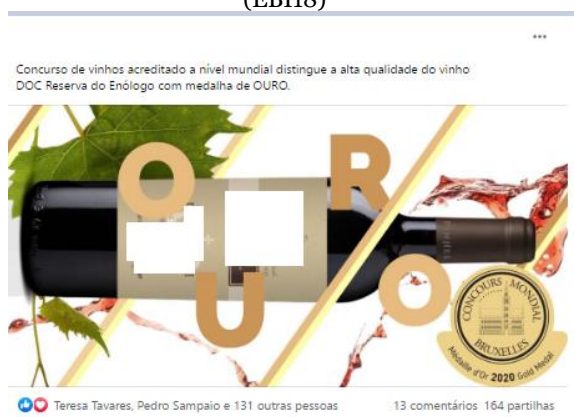 (EBI18)
Concurso de vinhos acreditado a nível mundial distingue a alta qualidade do vinho
DOC Reserva do Enólogo com medalha de OURO.
O
R
U
O
CONCOURS MONDIAL
BRUXELLES
Médaille d'Or 2020 Gold Medal
Teresa Tavares, Pedro Sampaio e 131 outras pessoas
13 comentários 164 partilhas